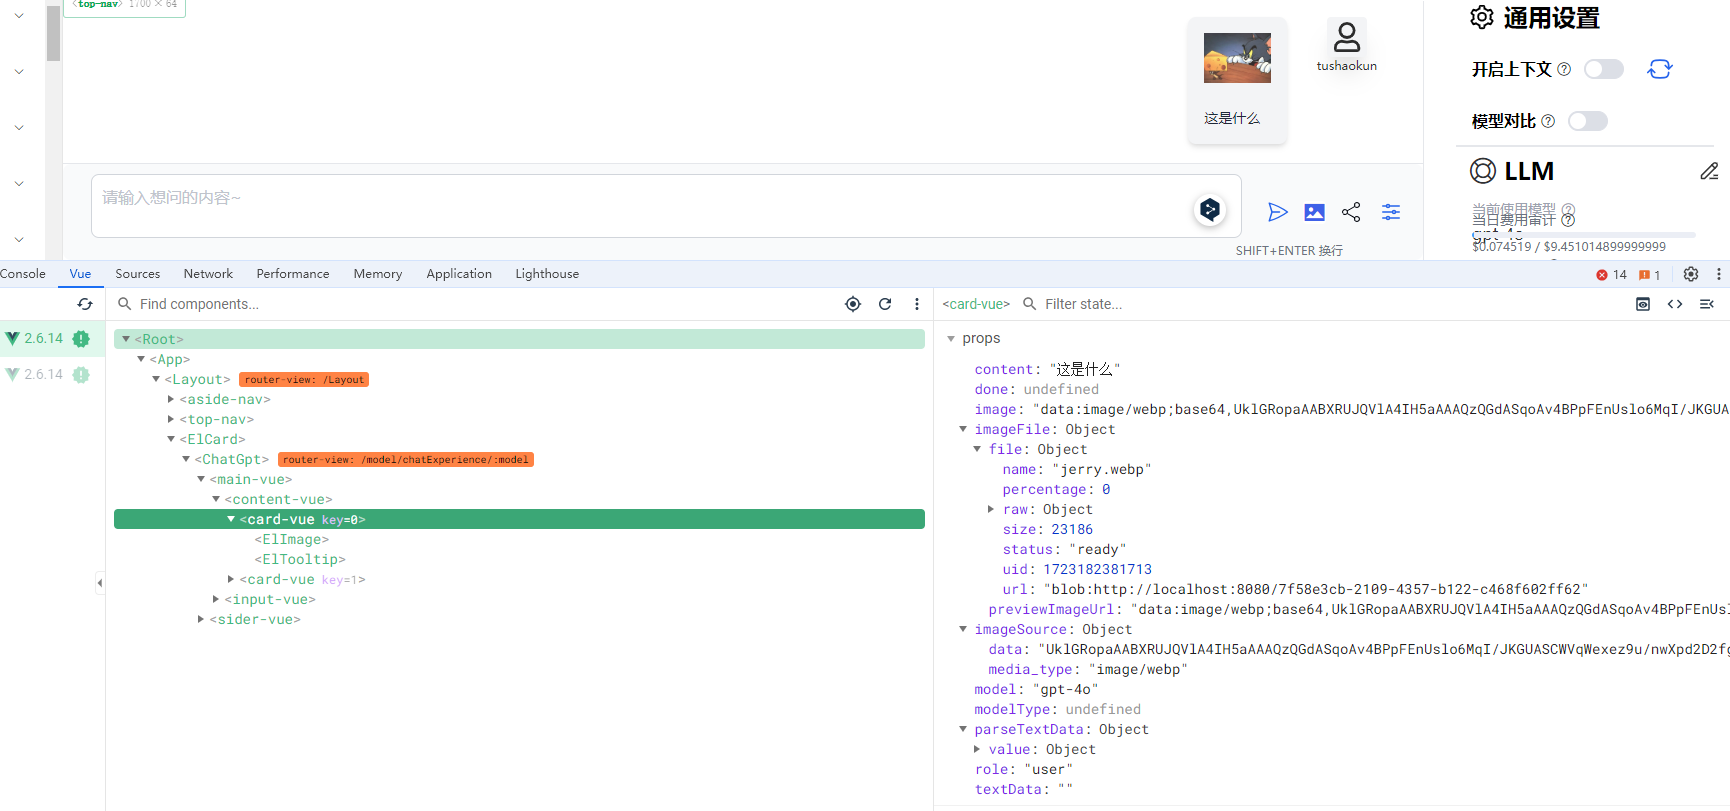 <top-nav> 1700 × 64
这是什么
tushaokun
请输入想问的内容~
SHIFT+ENTER 换行
通用设置
开启上下文
模型对比
LLM
当前使用模型
当日费用审计
gpt-4o
$0.074519 / $9.451014899999999
Console Vue Sources Network Performance Memory Application Lighthouse 14 1
Find components...
<card-vue> Filter state...
2.6.14
2.6.14
<Root>
<App>
<Layout> router-view: /Layout
<aside-nav>
<top-nav>
<ElCard>
<ChatGpt> router-view: /model/chatExperience/:model
<main-vue>
<content-vue>
<card-vue key=0>
<ElImage>
<ElTooltip>
<card-vue key=1>
<input-vue>
<sider-vue>
props
content: "这是什么"
done: undefined
image: "data:image/webp;base64,UklGRopaAABXRUJQVlA4IH5aAAAQzQGdASqoAv4BPpFEnUslo6MqI/JKGUA
imageFile: Object
file: Object
name: "jerry.webp"
percentage: 0
raw: Object
size: 23186
status: "ready"
uid: 1723182381713
url: "blob:http://localhost:8080/7f58e3cb-2109-4357-b122-c468f602ff62"
previewImageUrl: "data:image/webp;base64,UklGRopaAABXRUJQVlA4IH5aAAAQzQGdASqoAv4BPpFEnUsl
imageSource: Object
data: "UklGRopaAABXRUJQVlA4IH5aAAAQzQGdASqoAv4BPpFEnUslo6MqI/JKGUASCWVqWexez9u/nwXpd2D2fg
media_type: "image/webp"
model: "gpt-4o"
modelType: undefined
parseTextData: Object
value: Object
role: "user"
textData: ""